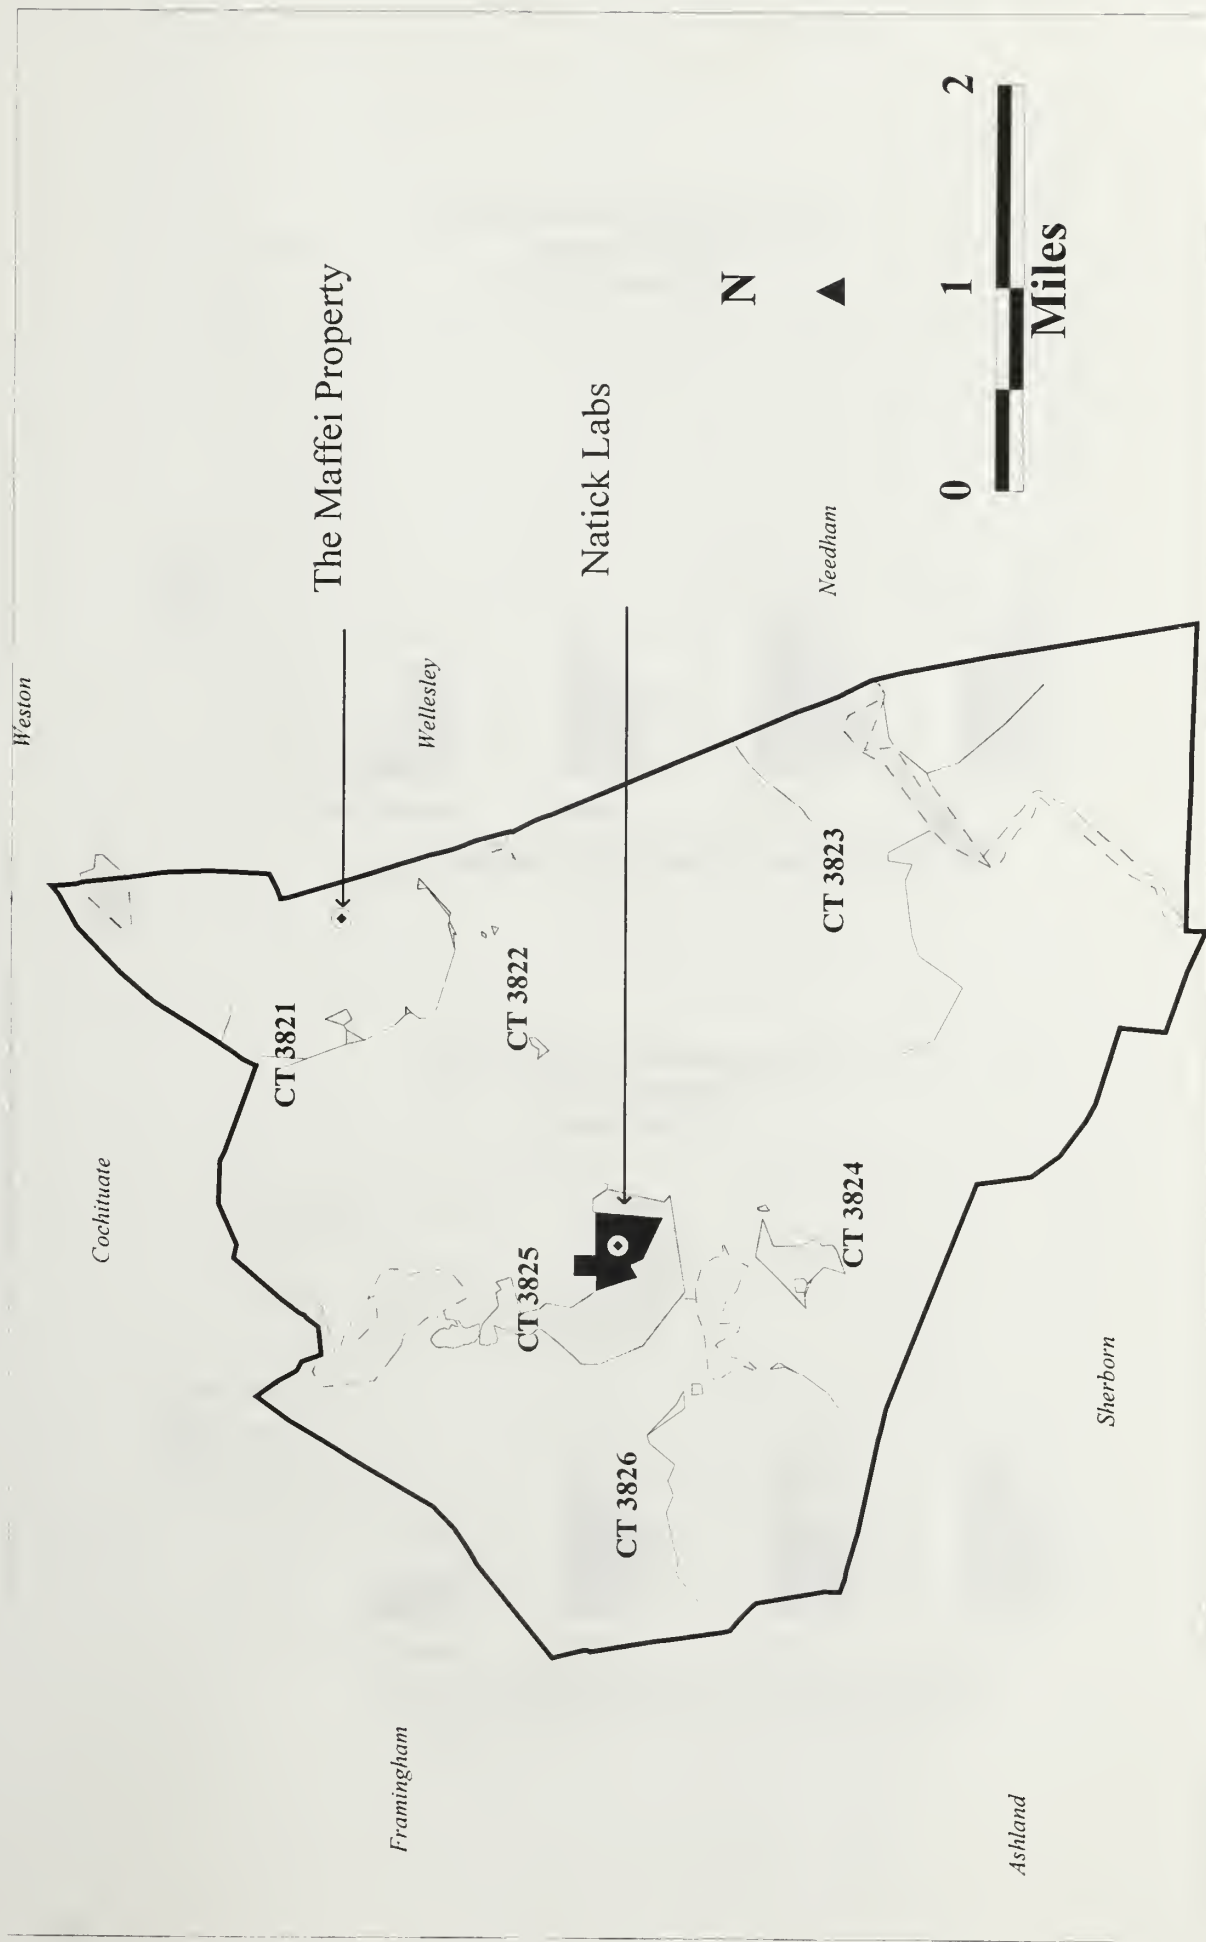 Weston
Cochituate
The Maffei Property
CT 3821
Wellesley
Framingham
CT 3822
CT 3825
Natick Labs
CT 3826
N
Needham
CT 3823
CT 3824
0 1 2
Miles
Sherborn
Ashland